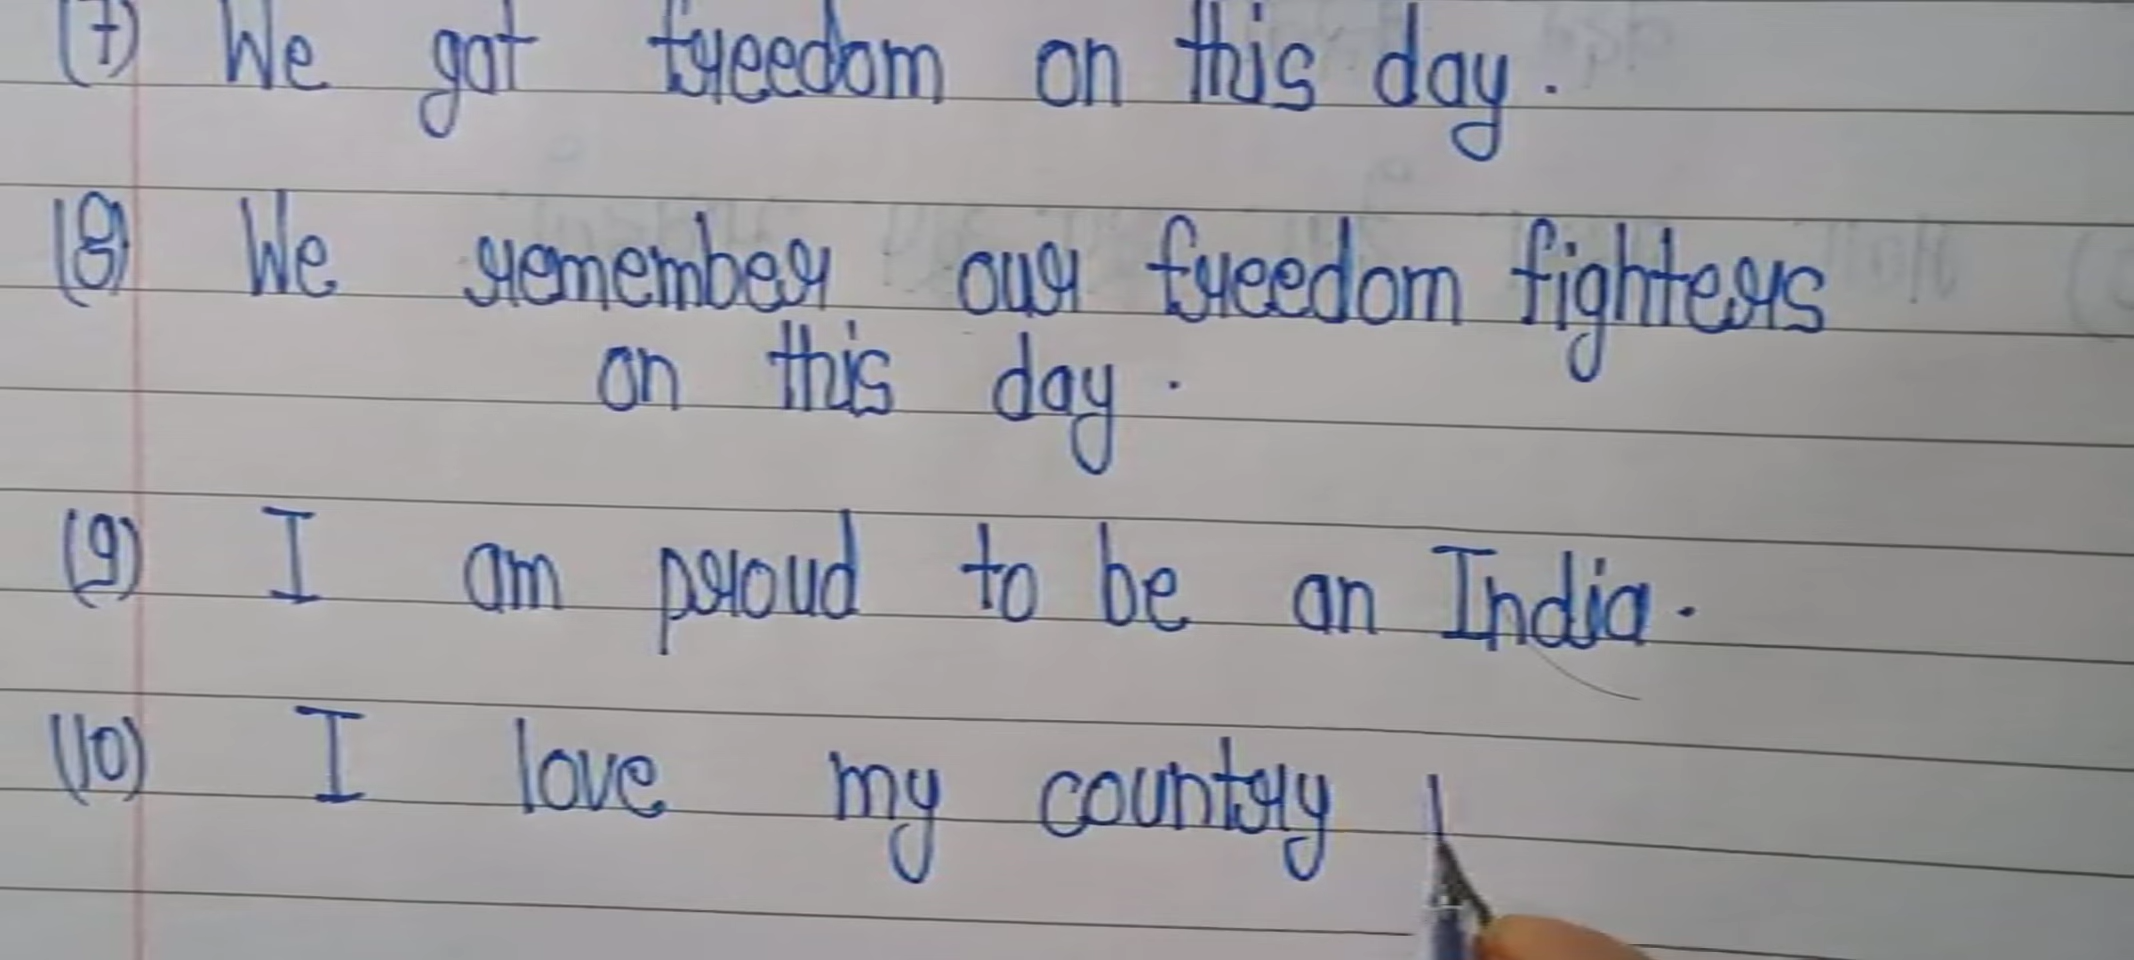 (7) We got freedom on this day.
(8) We remember our freedom fighters
on this day.
(9) I am proud to be an India.
(10) I love my country